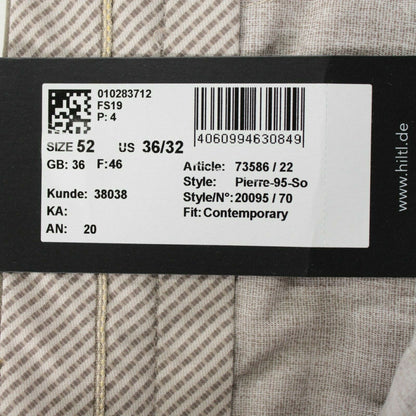 010283712
FS19
P: 4
4060994630849
SIZE 52 US 36/32
GB: 36 F: 46
Article: 73586 / 22
Style: Pierre-95-So
Kunde: 38038
Style/N°: 20095 / 70
KA:
Fit: Contemporary
AN: 20
www.hiltl.de